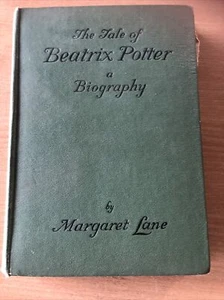 The Tale of
Beatrix Potter
a
Biography
by
Margaret Lane